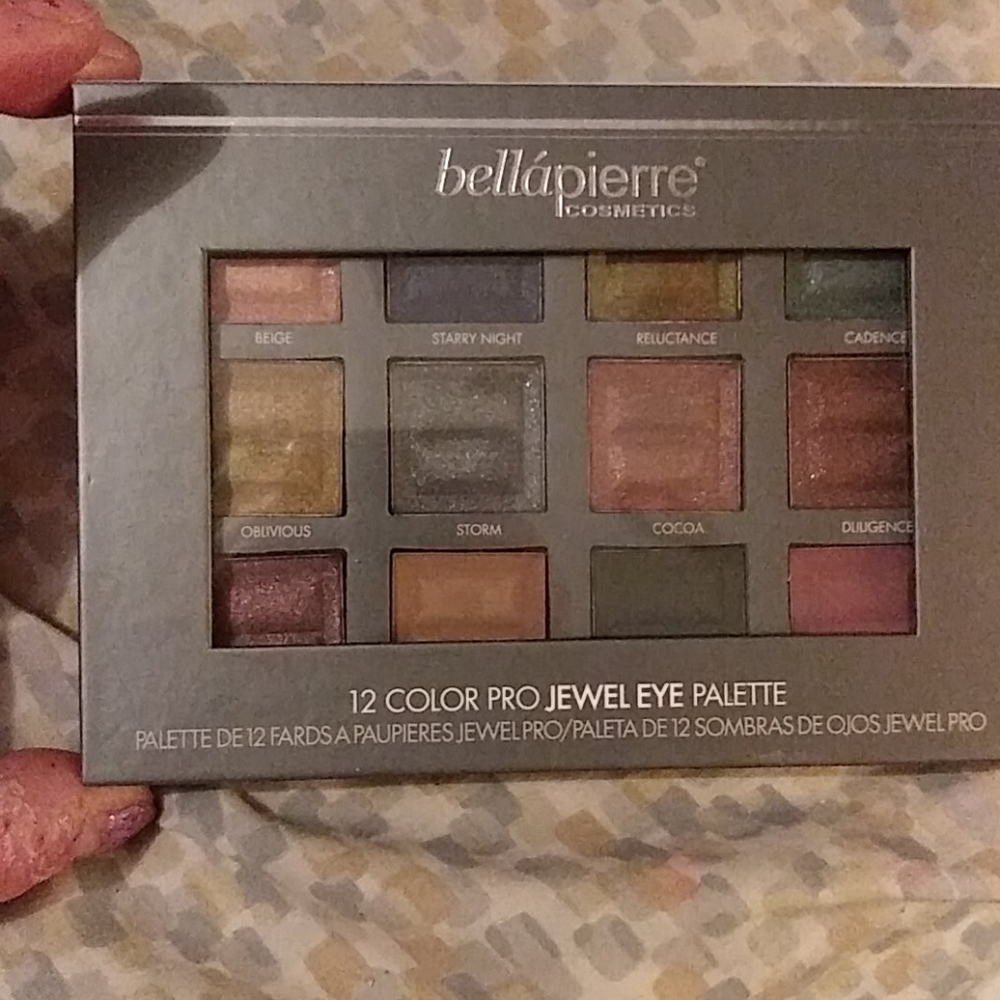 bellápierre®
COSMETICS
BEIGE STARRY NIGHT RELUCTANCE CADENCE
OBLIVIOUS STORM COCOA DILIGENCE
12 COLOR PRO JEWEL EYE PALETTE
PALETTE DE 12 FARDS A PAUPIERES JEWEL PRO/PALETA DE 12 SOMBRAS DE OJOS JEWEL PRO